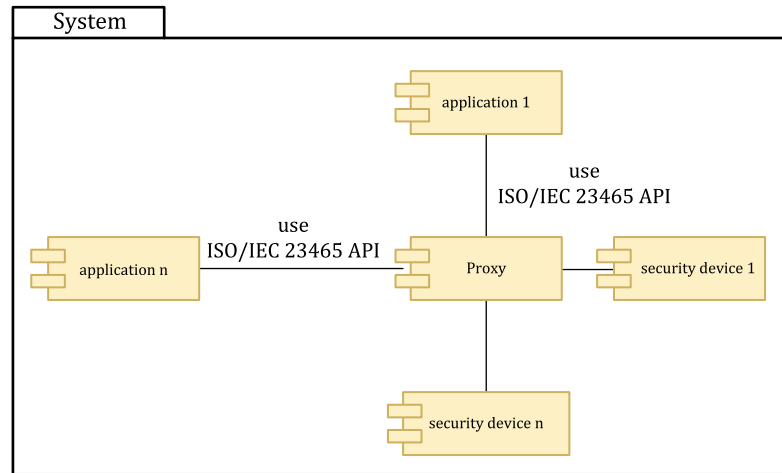 System
application 1
use
ISO/IEC 23465 API
use
ISO/IEC 23465 API
application n
Proxy
security device 1
security device n